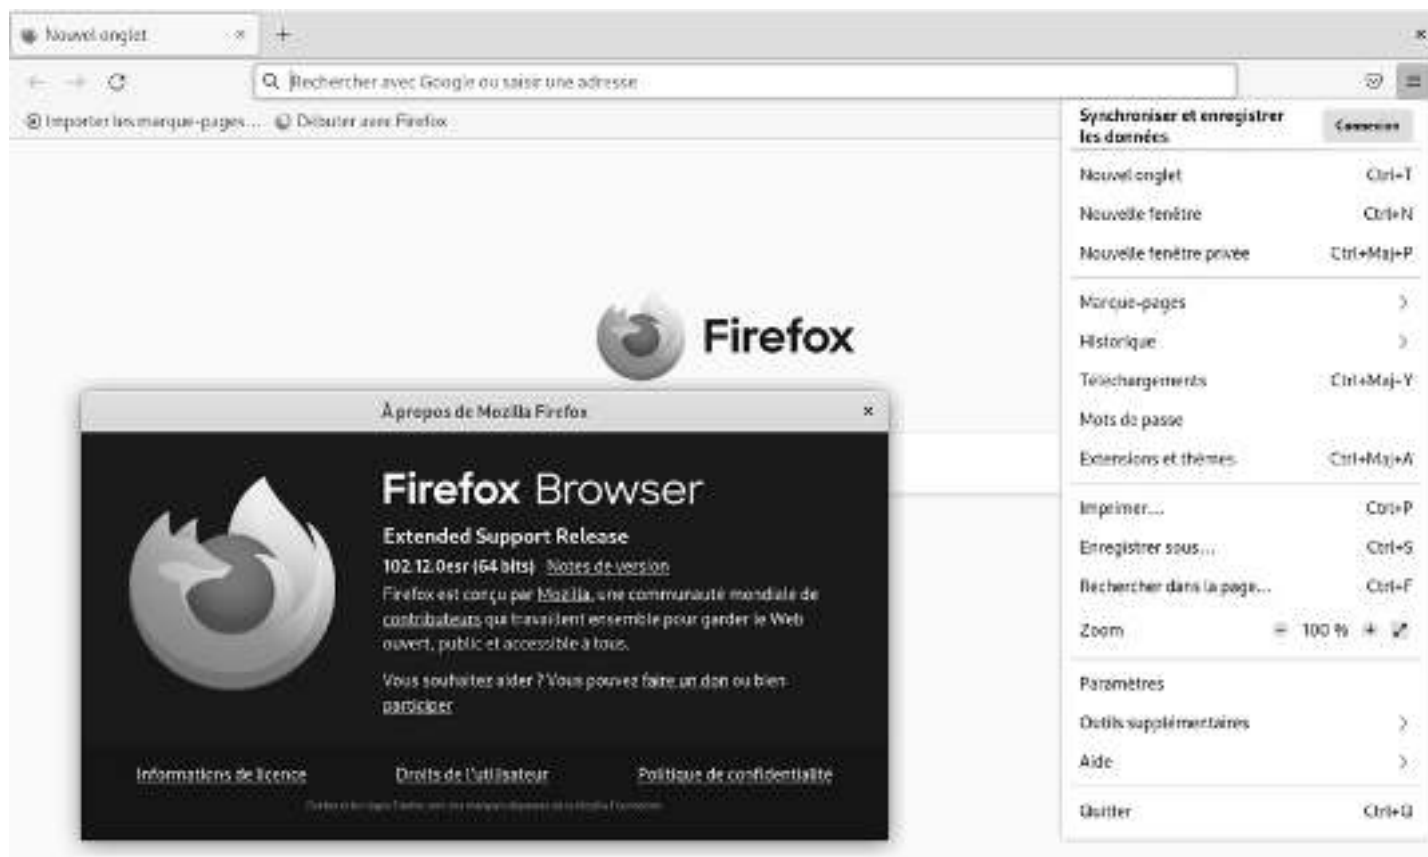 Nouvel onglet
Rechercher avec Google ou saisir une adresse
Importer les marque-pages... Débuter avec Firefox
Synchroniser et enregistrer
les données
Connexion
Nouvel onglet Ctrl+T
Nouvelle fenêtre Ctrl+N
Nouvelle fenêtre privée Ctrl+Maj+P
Marque-pages
Historique
Téléchargements Ctrl+Maj+Y
Mots de passe
Extensions et thèmes Ctrl+Maj+A
Imprimer... Ctrl+P
Enregistrer sous... Ctrl+S
Rechercher dans la page... Ctrl+F
Zoom 100 %
Paramètres
Outils supplémentaires
Aide
Quitter Ctrl+Q
Firefox
À propos de Mozilla Firefox
Firefox Browser
Extended Support Release
102.12.0esr (64 bits) Notes de version
Firefox est conçu par Mozilla, une communauté mondiale de
contributeurs qui travaillent ensemble pour garder le Web
ouvert, public et accessible à tous.
Vous souhaitez aider ? Vous pouvez faire un don ou bien
participer
Informations de licence Droits de l'utilisateur Politique de confidentialité